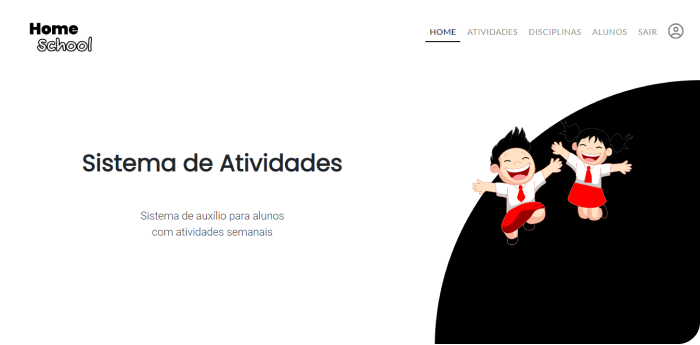 Home
School
HOME ATIVIDADES DISCIPLINAS ALUNOS SAIR
Sistema de Atividades
Sistema de auxílio para alunos
com atividades semanais